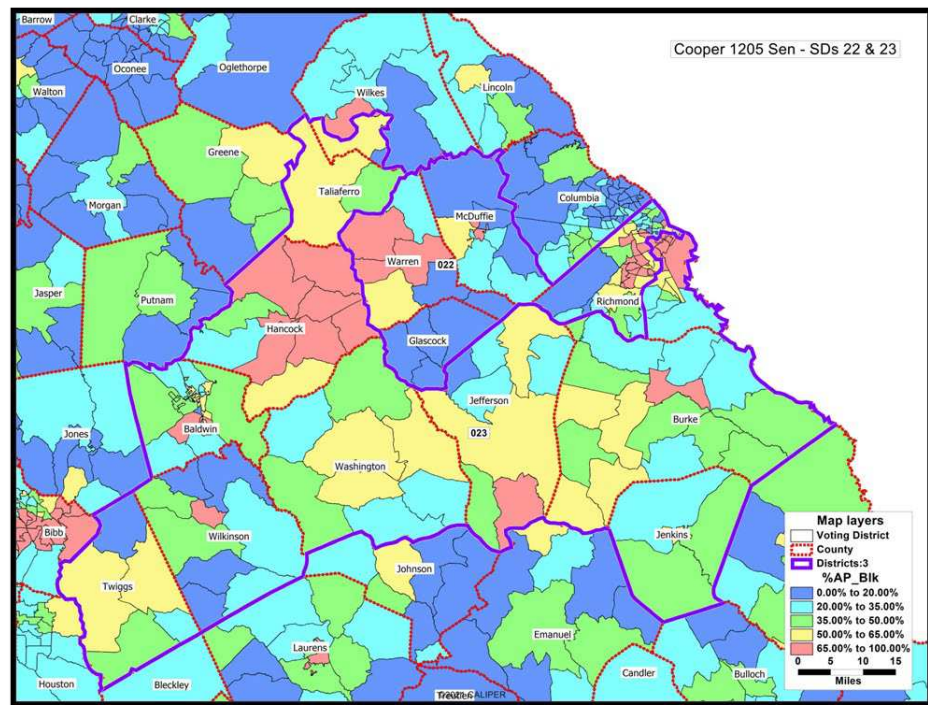 Cooper 1205 Sen - SDs 22 & 23
Barrow
Clarke
Oconee
Oglethorpe
Walton
Wilkes
Lincoln
Greene
Morgan
Taliaferro
McDuffie
Columbia
Warren
022
Jasper
Putnam
Richmond
Hancock
Glascock
Jefferson
Jones
Baldwin
023
Burke
Washington
Bibb
Wilkinson
Jenkins
Twiggs
Johnson
Laurens
Emanuel
Candler
Bulloch
Houston
Bleckley
Treutlen
CALIPER
Map layers
Voting District
County
Districts:3
%AP_Blk
0.00% to 20.00%
20.00% to 35.00%
35.00% to 50.00%
50.00% to 65.00%
65.00% to 100.00%
0 5 10 15
Miles